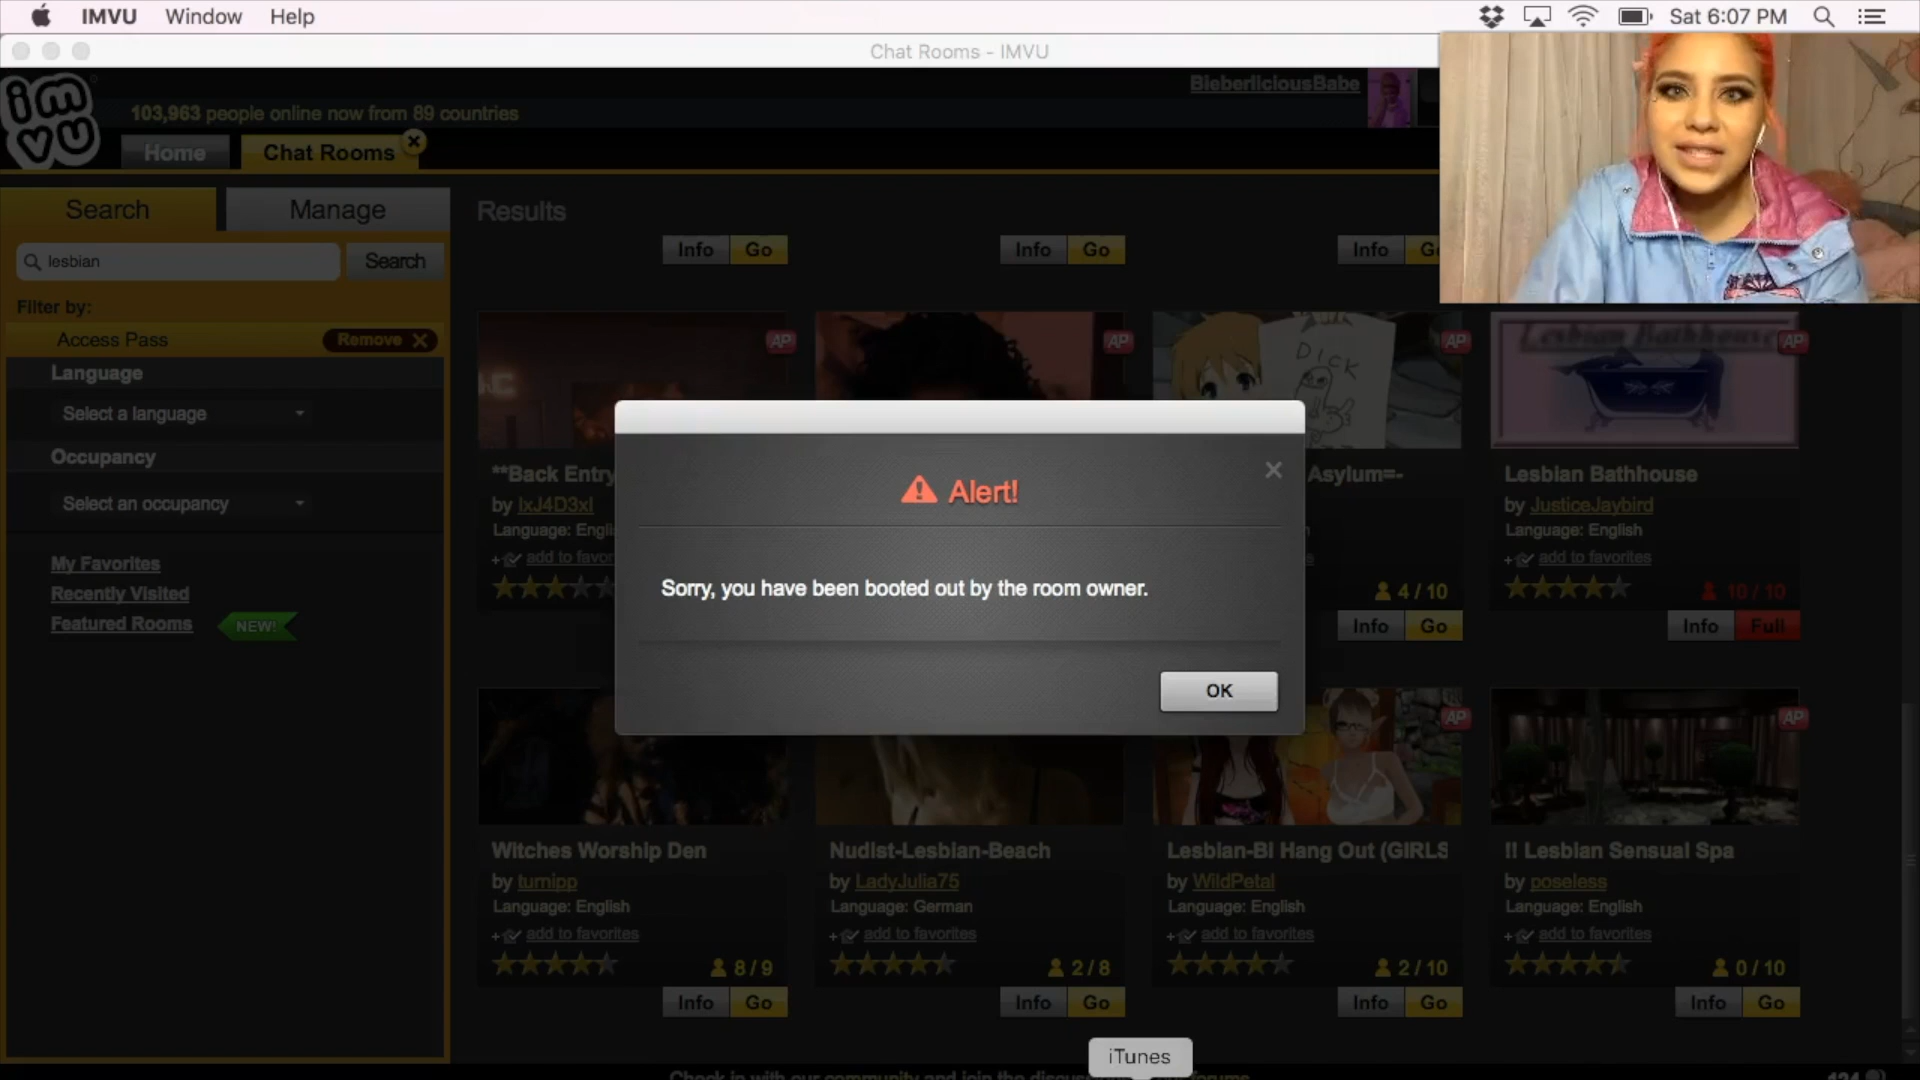 IMVU Window Help
Sat 6:07 PM
Chat Rooms - IMVU
imvu
BieberliciousBabe
103,963 people online now from 89 countries
Home
Chat Rooms
Search
Manage
Results
lesbian
Search
Info Go
Info Go
Info
Filter by:
Access Pass
Remove
Language
Select a language
Occupancy
Select an occupancy
My Favorites
Recently Visited
Featured Rooms
NEW!
AP
AP
AP
AP
DICK
Lesbian Bathhouse
**Back Entry
by IxJ4D3xI
Language:
Asylum=-
4 / 10
Info Go
Lesbian Bathhouse
by JusticeJaybird
Language: English
add to favorites
10 / 10
Info Full
Alert!
Sorry, you have been booted out by the room owner.
OK
AP
AP
Witches Worship Den
by turnipp
Language: English
add to favorites
8 / 9
Info Go
Nudist-Lesbian-Beach
by LadyJulia75
Language: German
add to favorites
2 / 8
Info Go
Lesbian-Bi Hang Out (GIRLS
by WildPetal
Language: English
add to favorites
2 / 10
Info Go
!! Lesbian Sensual Spa
by poseless
Language: English
add to favorites
0 / 10
Info Go
iTunes